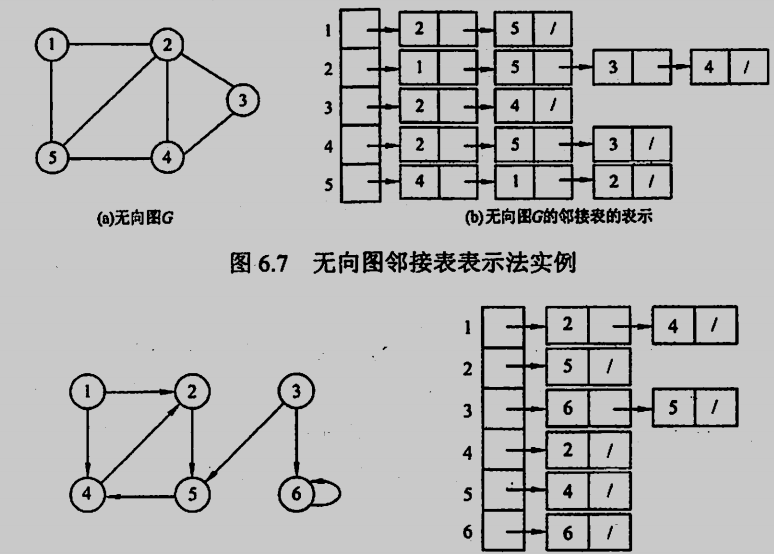 1 2
3
5 4
(a)无向图G
1 2 5 /
2 1 5 3 4 /
3 2 4 /
4 2 5 3 /
5 4 1 2 /
(b)无向图G的邻接表的表示
图 6.7 无向图邻接表表示法实例
1 2 3
4 5 6
1 2 4 /
2 5 /
3 6 5 /
4 2 /
5 4 /
6 6 /